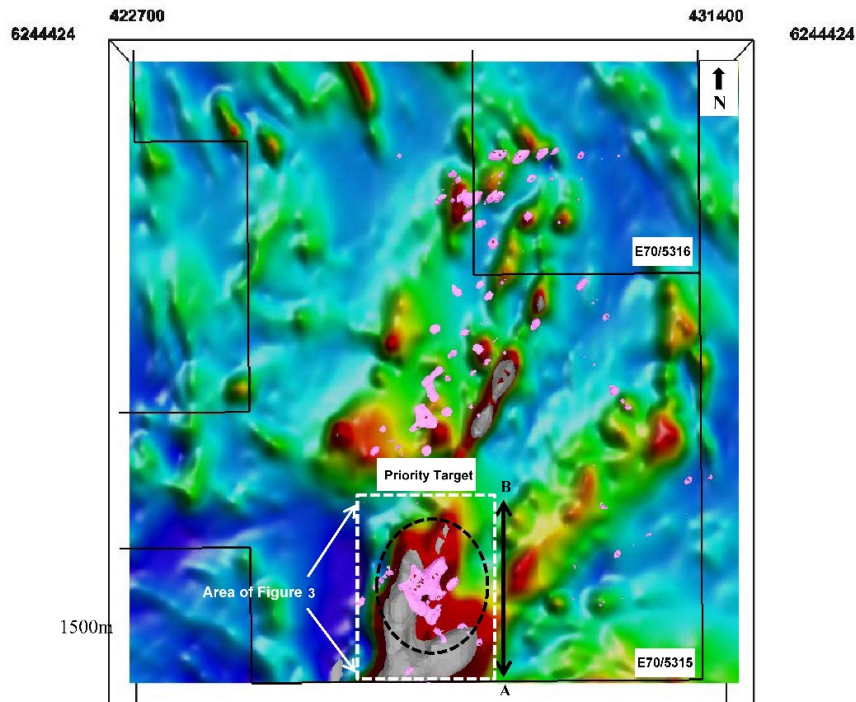 422700 431400
6244424 6244424
N
E70/5316
Priority Target
B
Area of Figure 3
1500m
E70/5315
A